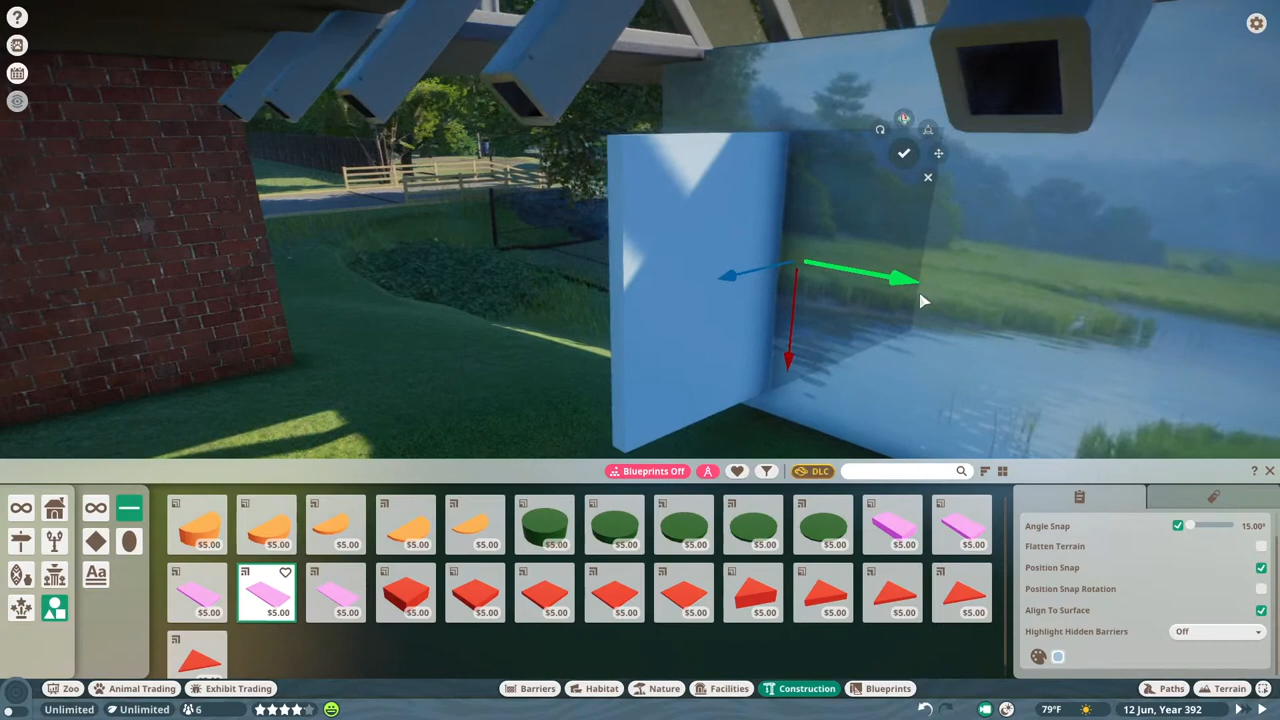 ?
Blueprints Off
DLC
?
Aa
$5.00 $5.00 $5.00 $5.00 $5.00 $5.00 $5.00 $5.00 $5.00 $5.00 $5.00 $5.00
$5.00 $5.00 $5.00 $5.00 $5.00 $5.00 $5.00 $5.00 $5.00 $5.00 $5.00 $5.00
Angle Snap 15.00°
Flatten Terrain
Position Snap
Position Snap Rotation
Align To Surface
Highlight Hidden Barriers Off
Zoo Animal Trading Exhibit Trading Barriers Habitat Nature Facilities Construction Blueprints Paths Terrain
Unlimited Unlimited 6 79°F 12 Jun, Year 392